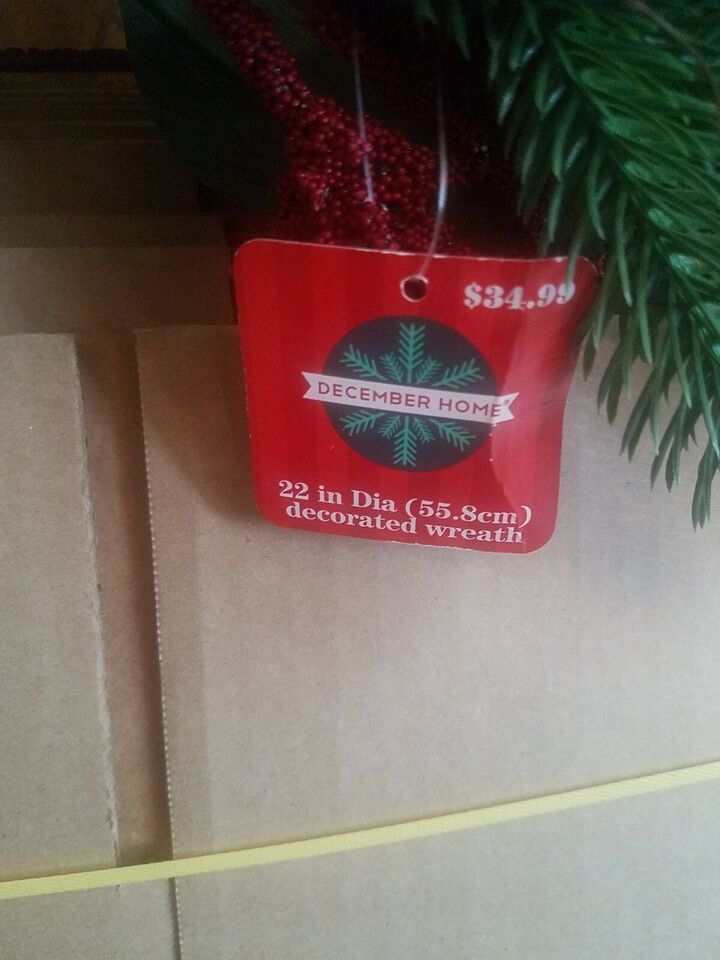 $34.99
DECEMBER HOME®
22 in Dia (55.8cm)
decorated wreath